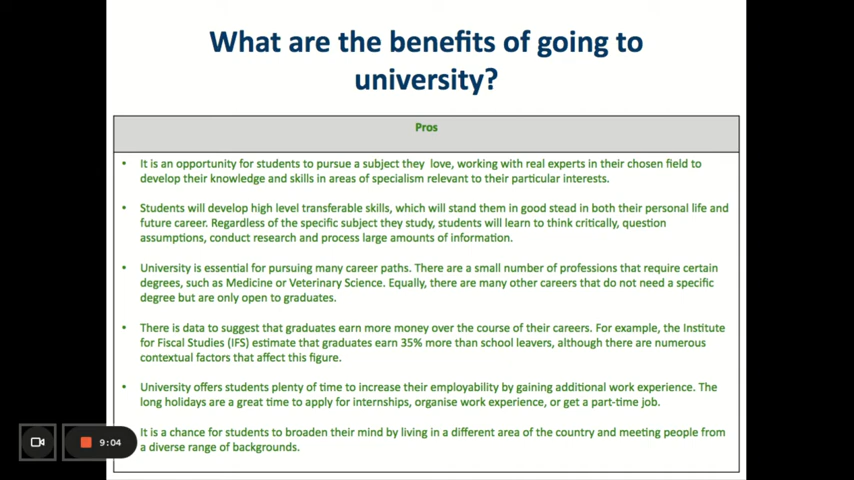 What are the benefits of going to
university?
Pros
• It is an opportunity for students to pursue a subject they love, working with real experts in their chosen field to
develop their knowledge and skills in areas of specialism relevant to their particular interests.
• Students will develop high level transferable skills, which will stand them in good stead in both their personal life and
future career. Regardless of the specific subject they study, students will learn to think critically, question
assumptions, conduct research and process large amounts of information.
• University is essential for pursuing many career paths. There are a small number of professions that require certain
degrees, such as Medicine or Veterinary Science. Equally, there are many other careers that do not need a specific
degree but are only open to graduates.
• There is data to suggest that graduates earn more money over the course of their careers. For example, the Institute
for Fiscal Studies (IFS) estimate that graduates earn 35% more than school leavers, although there are numerous
contextual factors that affect this figure.
• University offers students plenty of time to increase their employability by gaining additional work experience. The
long holidays are a great time to apply for internships, organise work experience, or get a part-time job.
It is a chance for students to broaden their mind by living in a different area of the country and meeting people from
a diverse range of backgrounds.
9:04